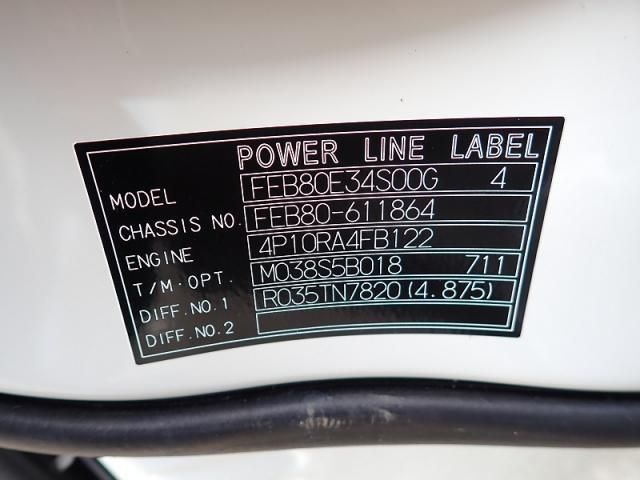 POWER LINE LABEL
MODEL FEB80E34S00G 4
CHASSIS NO. FEB80-611864
ENGINE 4P10RA4FB122
T/M·OPT. M038S5B018 711
DIFF.NO.1 R035TN7820(4.875)
DIFF.NO.2